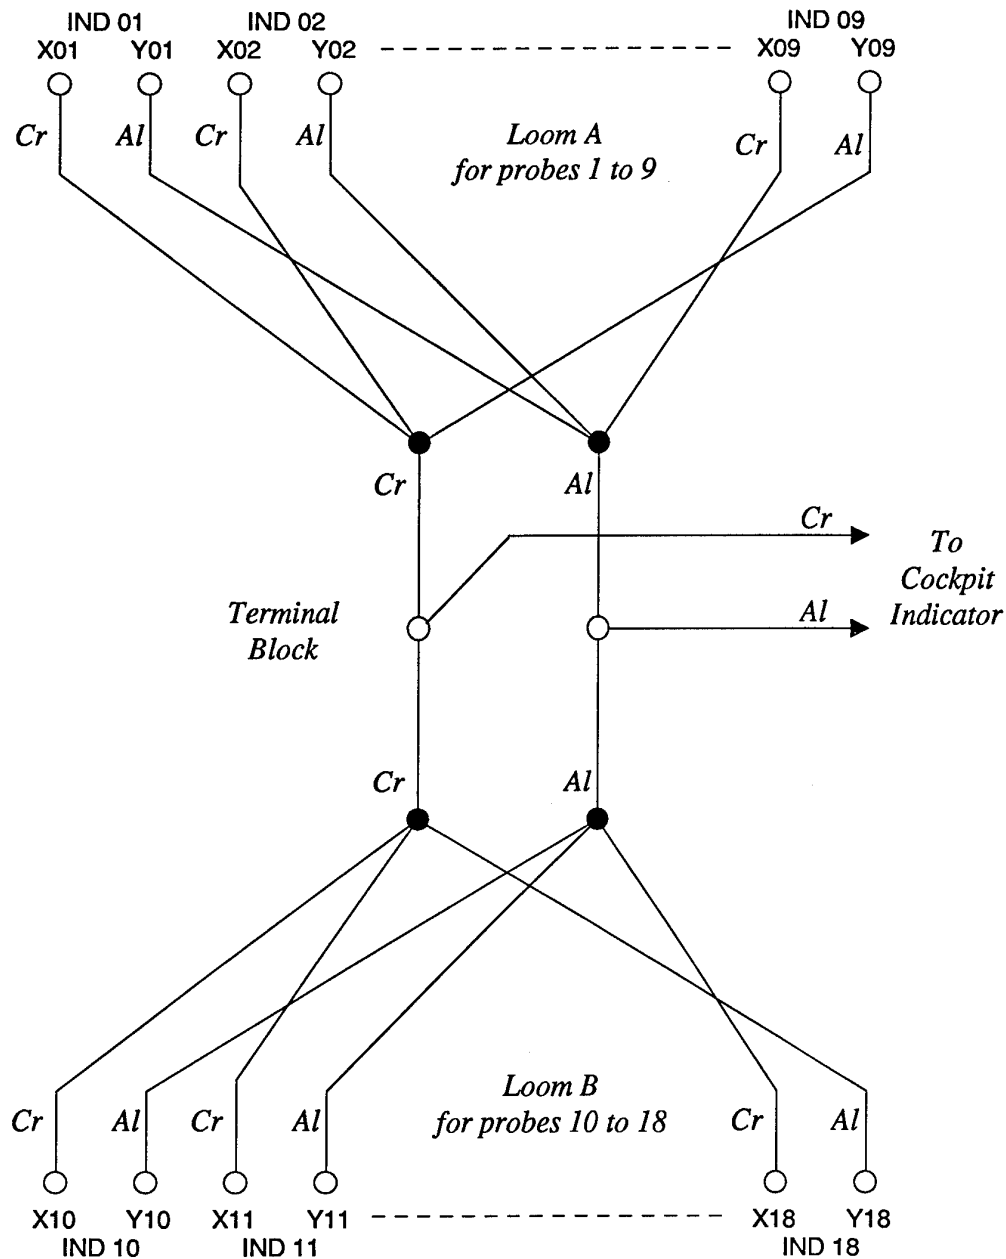 IND 01 IND 02 IND 09
X01 Y01 X02 Y02 X09 Y09
Cr Al Cr Al Cr Al
Loom A
for probes 1 to 9
Cr Al
Cr
To
Cockpit
Indicator
Al
Terminal
Block
Cr Al
Loom B
for probes 10 to 18
Cr Al Cr Al Cr Al
X10 Y10 X11 Y11 X18 Y18
IND 10 IND 11 IND 18